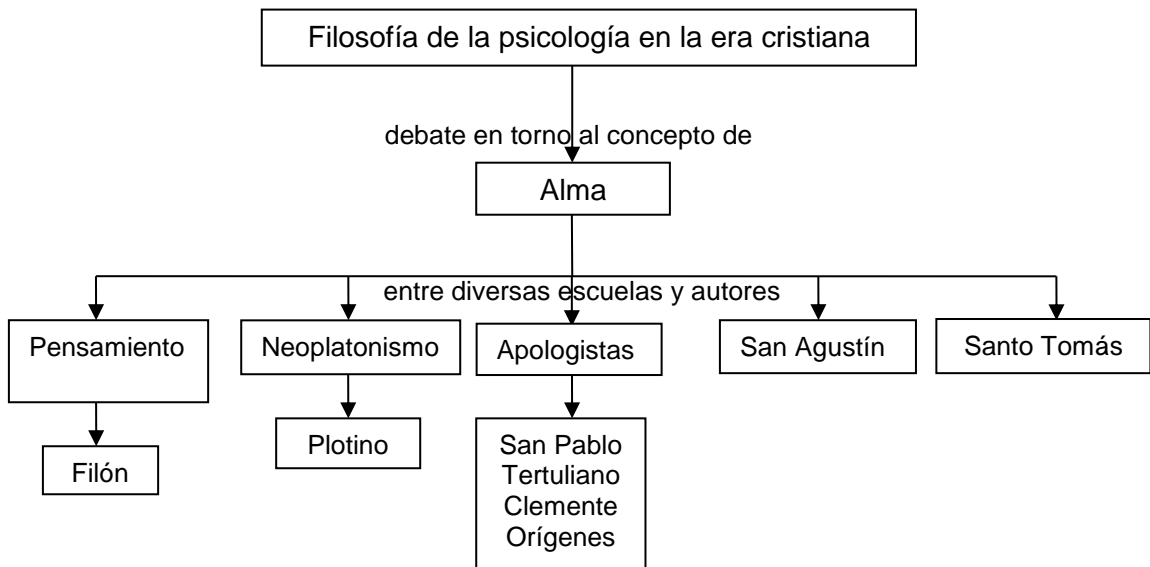 Filosofía de la psicología en la era cristiana
debate en torno al concepto de
Alma
entre diversas escuelas y autores
Pensamiento
Neoplatonismo
Apologistas
San Agustín
Santo Tomás
Filón
Plotino
San Pablo
Tertuliano
Clemente
Orígenes